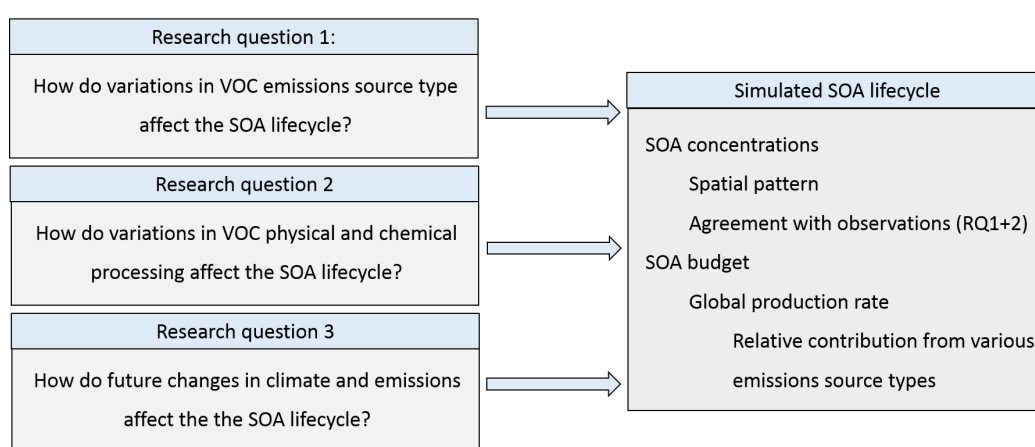 Research question 1:
How do variations in VOC emissions source type
affect the SOA lifecycle?
Research question 2
How do variations in VOC physical and chemical
processing affect the SOA lifecycle?
Research question 3
How do future changes in climate and emissions
affect the the SOA lifecycle?
Simulated SOA lifecycle
SOA concentrations
Spatial pattern
Agreement with observations (RQ1+2)
SOA budget
Global production rate
Relative contribution from various
emissions source types